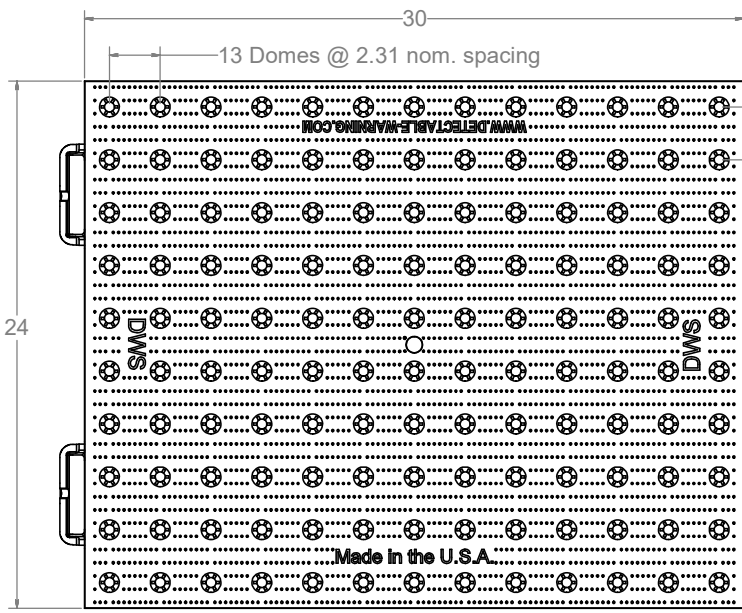 30
13 Domes @ 2.31 nom. spacing
WWW.DETECTABLE-WARNING.COM
24
DWS
DWS
Made in the U.S.A.